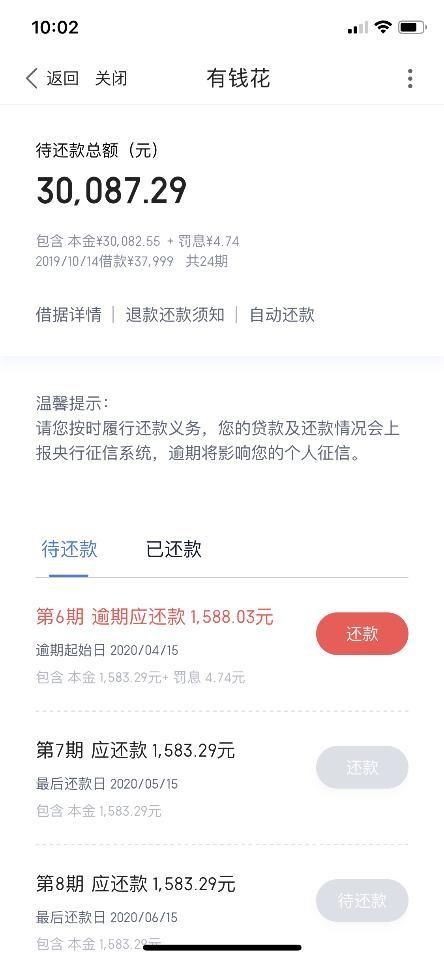 10:02
返回 关闭 有钱花
待还款总额（元）
30,087.29
包含 本金¥30,082.55 + 罚息¥4.74
2019/10/14借款¥37,999 共24期
借据详情 | 退款还款须知 | 自动还款
温馨提示：
请您按时履行还款义务，您的贷款及还款情况会上
报央行征信系统，逾期将影响您的个人征信。
待还款 已还款
第6期 逾期应还款 1,588.03元
还款
逾期起始日 2020/04/15
包含 本金 1,583.29元+ 罚息 4.74元
第7期 应还款 1,583.29元
还款
最后还款日 2020/05/15
包含 本金 1,583.29元
第8期 应还款 1,583.29元
待还款
最后还款日 2020/06/15
包含 本金 1,583.29元